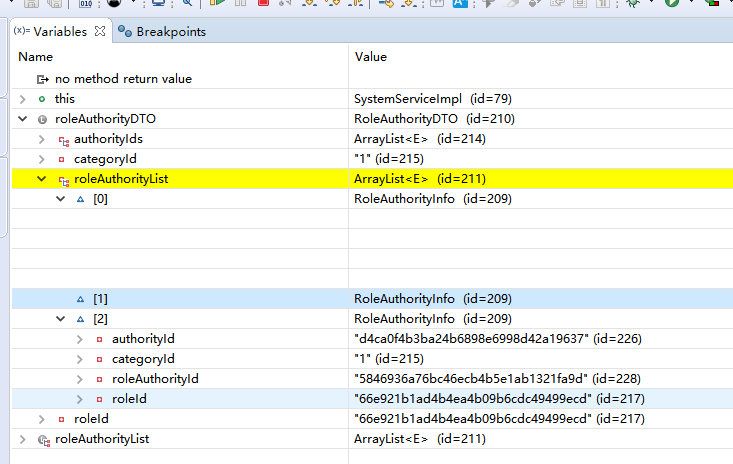 010
A
(x)= Variables Breakpoints
Name Value
no method return value
this SystemServiceImpl (id=79)
roleAuthorityDTO RoleAuthorityDTO (id=210)
authorityIds ArrayList<E> (id=214)
categoryId "1" (id=215)
roleAuthorityList ArrayList<E> (id=211)
[0] RoleAuthorityInfo (id=209)
[1] RoleAuthorityInfo (id=209)
[2] RoleAuthorityInfo (id=209)
authorityId "d4ca0f4b3ba24b6898e6998d42a19637" (id=226)
categoryId "1" (id=215)
roleAuthorityId "5846936a76bc46ecb4b5e1ab1321fa9d" (id=228)
roleId "66e921b1ad4b4ea4b09b6cdc49499ecd" (id=217)
roleId "66e921b1ad4b4ea4b09b6cdc49499ecd" (id=217)
roleAuthorityList ArrayList<E> (id=211)